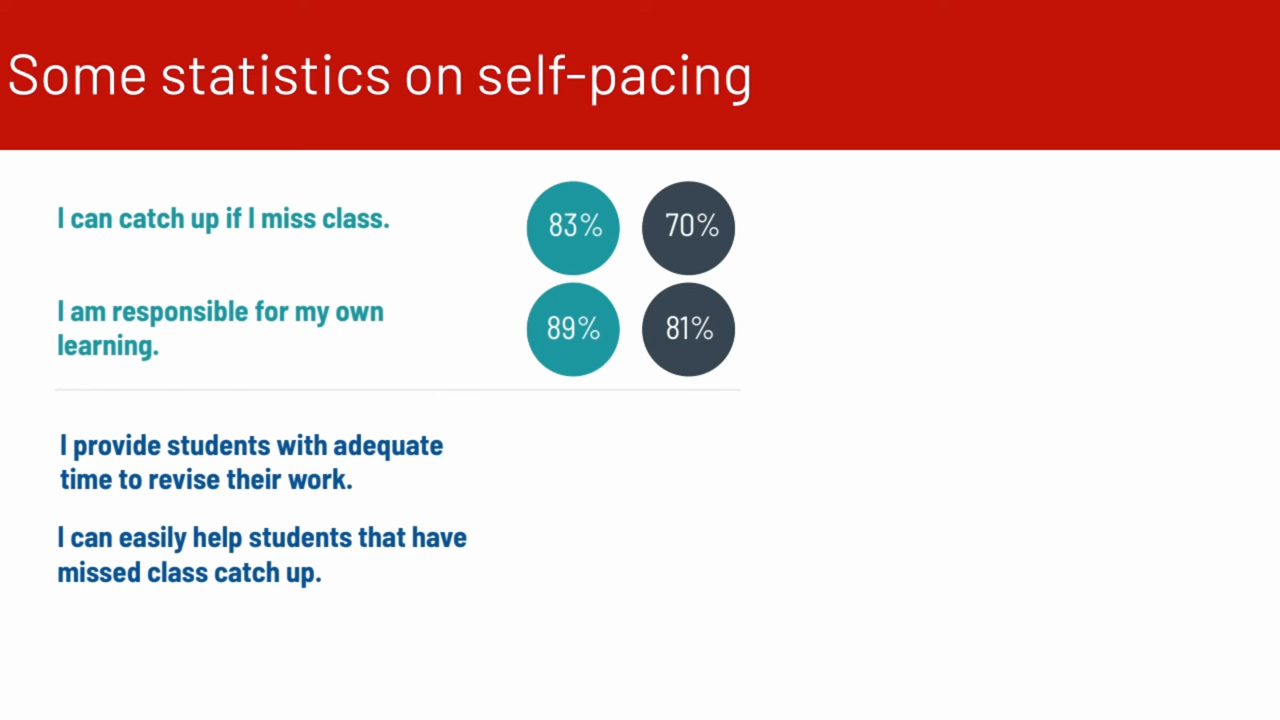 Some statistics on self-pacing
I can catch up if I miss class.
83% 70%
I am responsible for my own
learning.
89% 81%
I provide students with adequate
time to revise their work.
I can easily help students that have
missed class catch up.